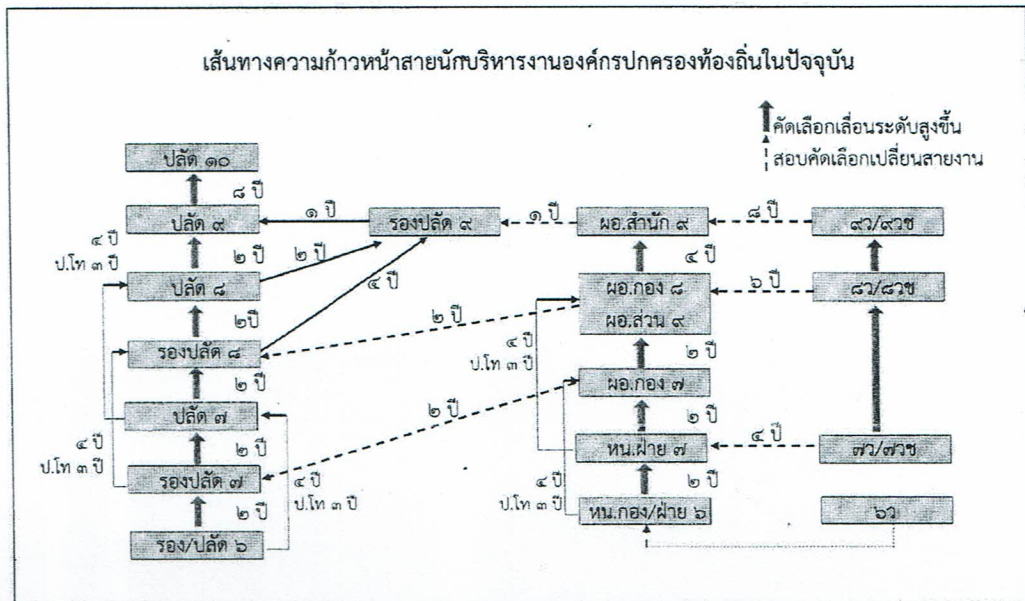 เส้นทางความก้าวหน้าสายนักบริหารงานองค์กรปกครองท้องถิ่นในปัจจุบัน
คัดเลือกเลื่อนระดับสูงขึ้น
สอบคัดเลือกเปลี่ยนสายงาน
ปลัด ๑๐
๘ ปี
ปลัด ๙
๑ ปี
รองปลัด ๙
๑ ปี
ผอ.สำนัก ๙
๘ ปี
๙ว/๙วช
๔ ปี
ป.โท ๓ ปี
๒ ปี
๒ ปี
๔ ปี
๔ ปี
ปลัด ๘
ผอ.กอง ๘
๖ ปี
๘ว/๘วช
๒ปี
๒ ปี
ผอ.ส่วน ๙
รองปลัด ๘
๔ ปี
ป.โท ๓ ปี
๒ ปี
๒ ปี
ผอ.กอง ๗
ปลัด ๗
๒ ปี
๒ ปี
๔ ปี
ป.โท ๓ ปี
๒ ปี
หน.ฝ่าย ๗
๔ ปี
๗ว/๗วช
รองปลัด ๗
๔ ปี
ป.โท ๓ ปี
๔ ปี
ป.โท ๓ ปี
๒ ปี
๒ ปี
หน.กอง/ฝ่าย ๖
๖ว
รอง/ปลัด ๖